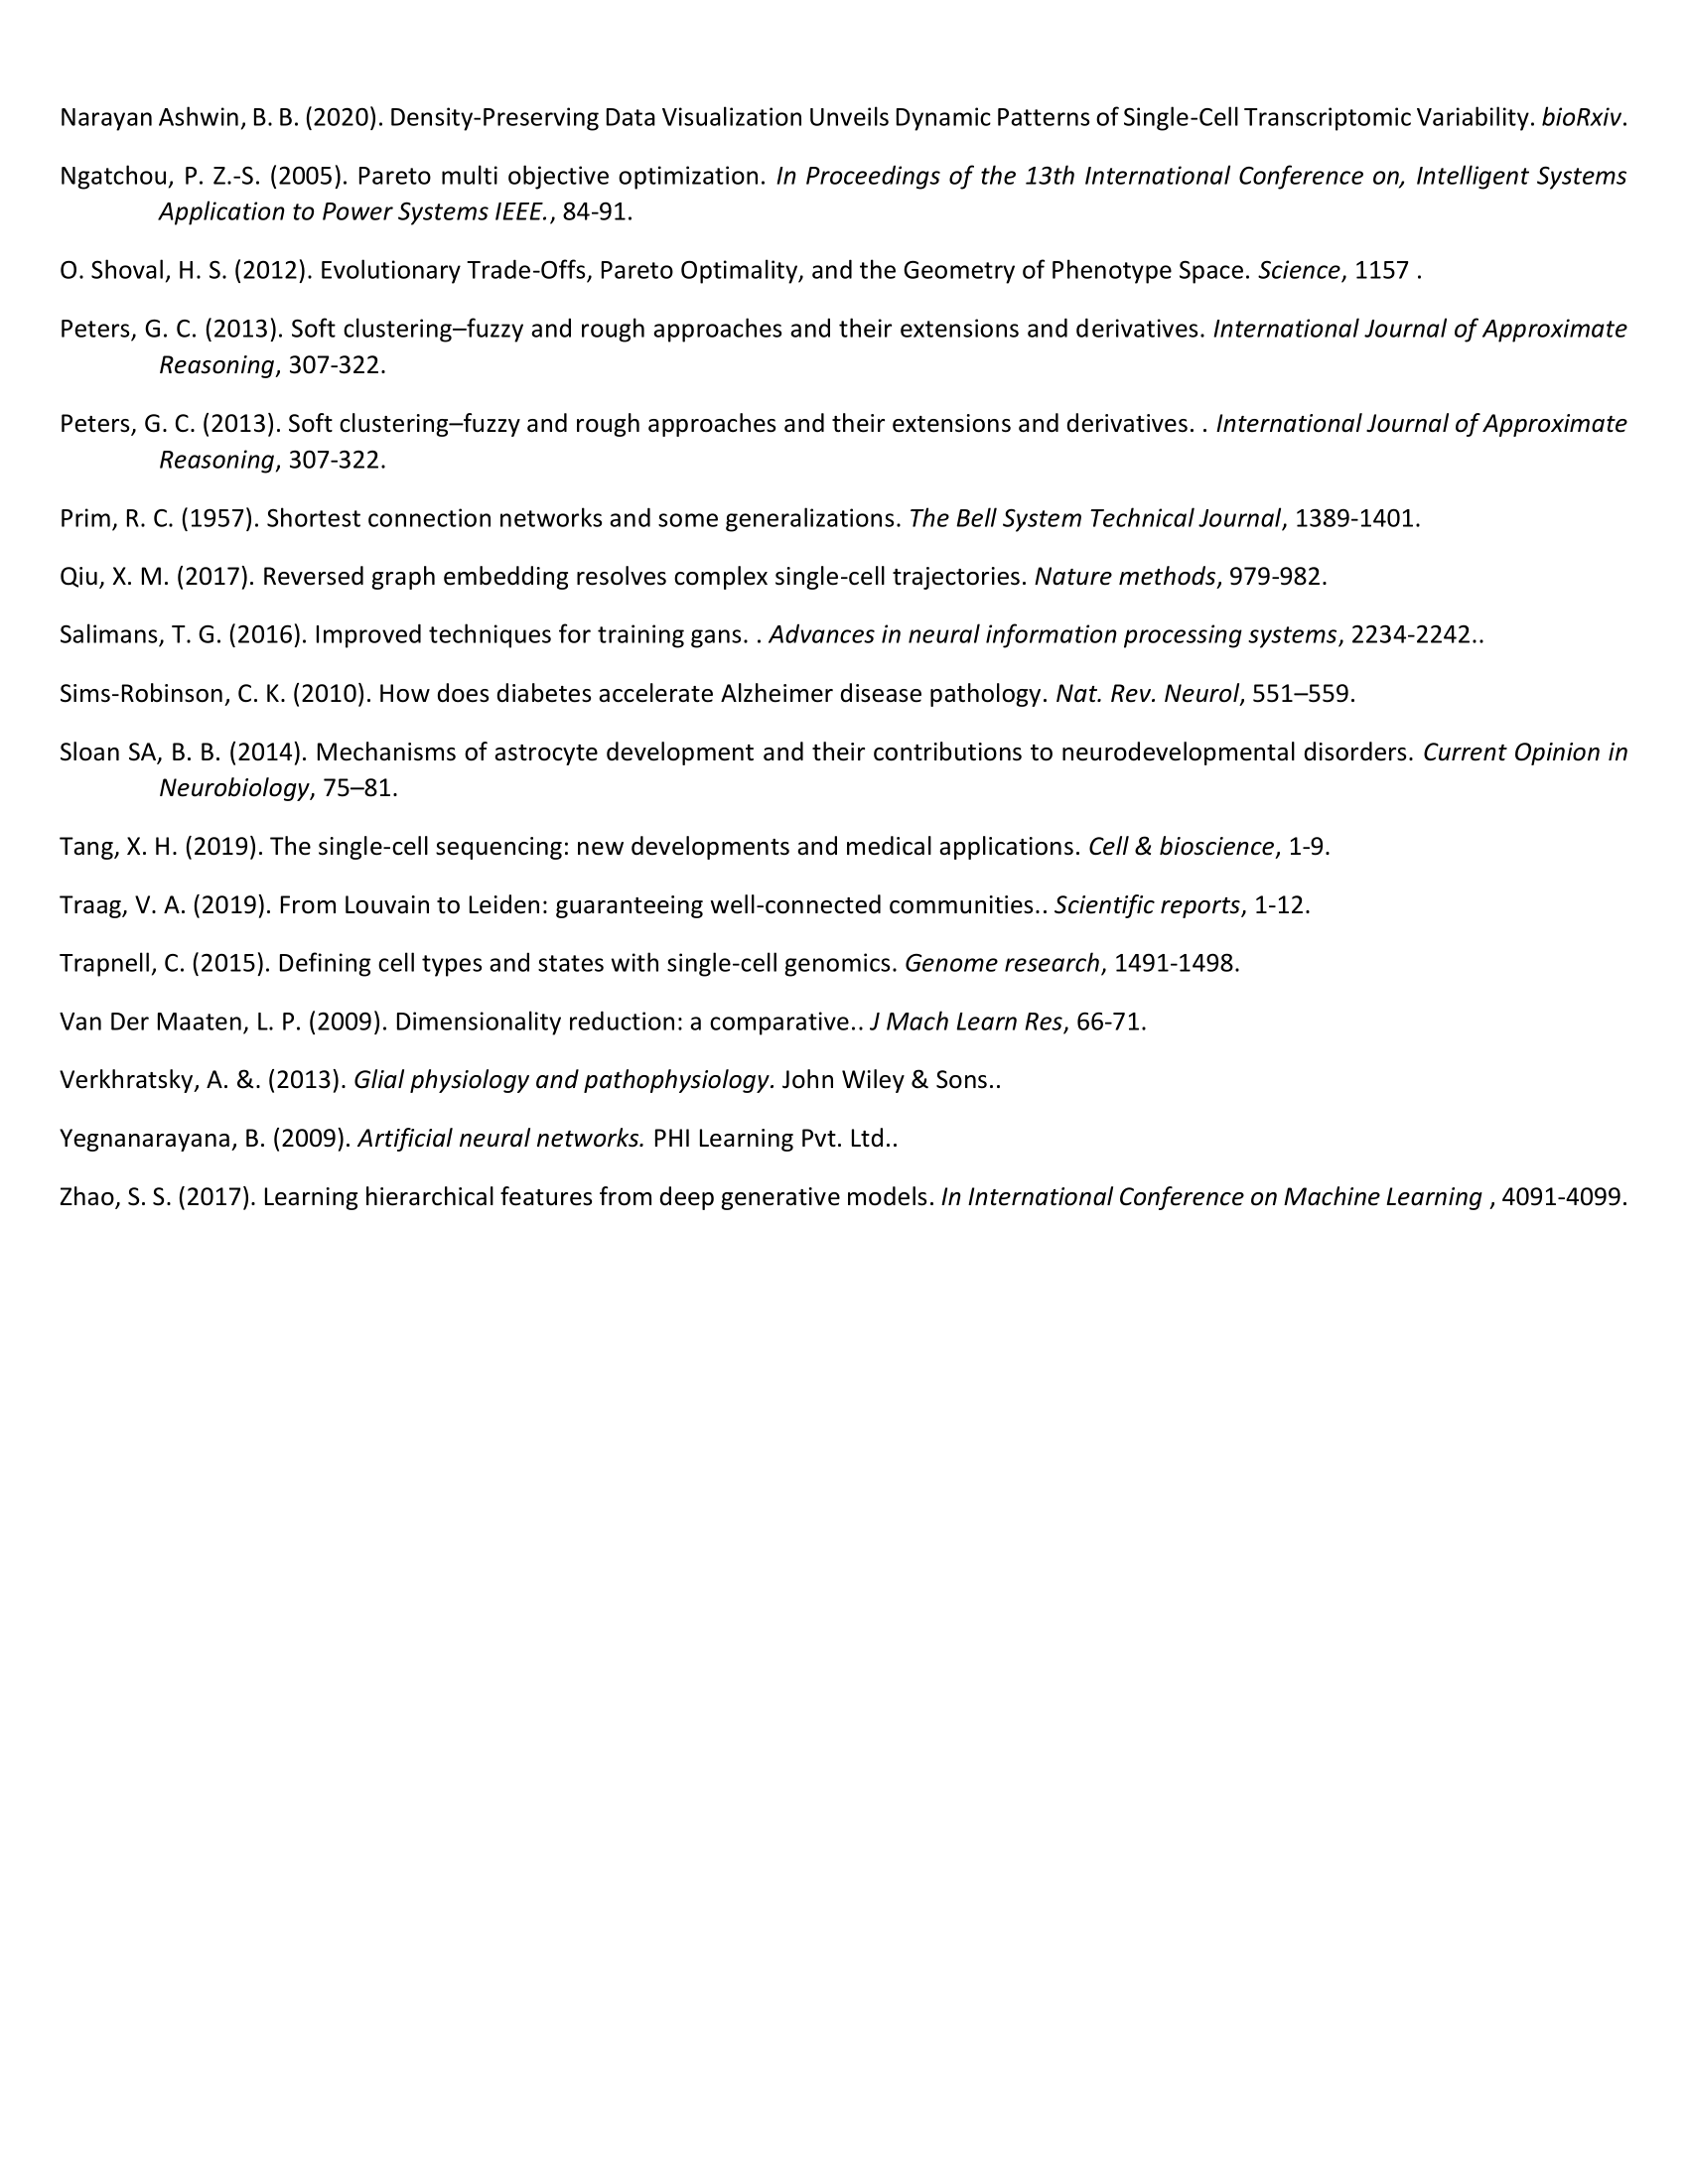 Narayan Ashwin, B. B. (2020). Density-Preserving Data Visualization Unveils Dynamic Patterns of Single-Cell Transcriptomic Variability. bioRxiv.
Ngatchou, P. Z.-S. (2005). Pareto multi objective optimization. In Proceedings of the 13th International Conference on, Intelligent Systems
Application to Power Systems IEEE., 84-91.
O. Shoval, H. S. (2012). Evolutionary Trade-Offs, Pareto Optimality, and the Geometry of Phenotype Space. Science, 1157 .
Peters, G. C. (2013). Soft clustering–fuzzy and rough approaches and their extensions and derivatives. International Journal of Approximate
Reasoning, 307-322.
Peters, G. C. (2013). Soft clustering–fuzzy and rough approaches and their extensions and derivatives. . International Journal of Approximate
Reasoning, 307-322.
Prim, R. C. (1957). Shortest connection networks and some generalizations. The Bell System Technical Journal, 1389-1401.
Qiu, X. M. (2017). Reversed graph embedding resolves complex single-cell trajectories. Nature methods, 979-982.
Salimans, T. G. (2016). Improved techniques for training gans. . Advances in neural information processing systems, 2234-2242..
Sims-Robinson, C. K. (2010). How does diabetes accelerate Alzheimer disease pathology. Nat. Rev. Neurol, 551–559.
Sloan SA, B. B. (2014). Mechanisms of astrocyte development and their contributions to neurodevelopmental disorders. Current Opinion in
Neurobiology, 75–81.
Tang, X. H. (2019). The single-cell sequencing: new developments and medical applications. Cell & bioscience, 1-9.
Traag, V. A. (2019). From Louvain to Leiden: guaranteeing well-connected communities.. Scientific reports, 1-12.
Trapnell, C. (2015). Defining cell types and states with single-cell genomics. Genome research, 1491-1498.
Van Der Maaten, L. P. (2009). Dimensionality reduction: a comparative.. J Mach Learn Res, 66-71.
Verkhratsky, A. &. (2013). Glial physiology and pathophysiology. John Wiley & Sons..
Yegnanarayana, B. (2009). Artificial neural networks. PHI Learning Pvt. Ltd..
Zhao, S. S. (2017). Learning hierarchical features from deep generative models. In International Conference on Machine Learning , 4091-4099.